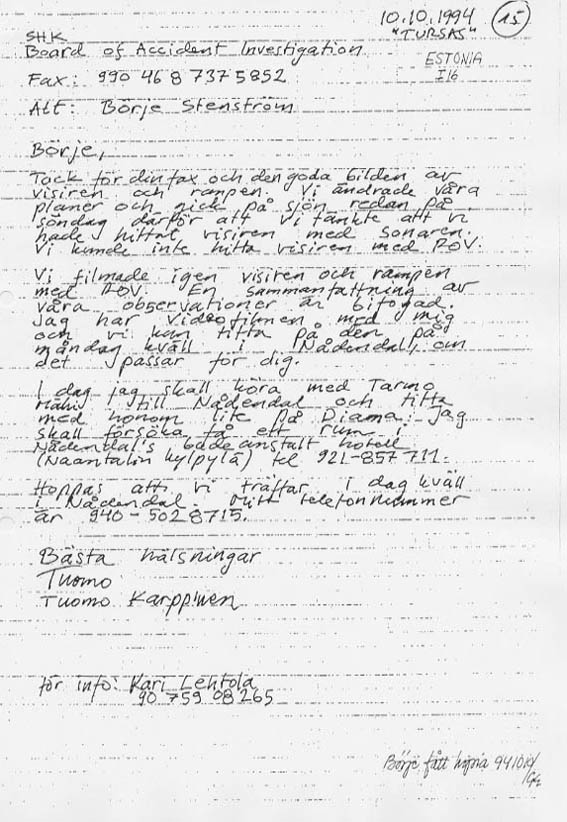 10.10.1994
15
"TURSAS"
ESTONIA
I16
SHK
Board of Accident Investigation
Fax: 990 46 8 737 5852
Att: Börje Stenström
Börje,
Tack för din fax och den goda bilden av
visiren och rampen. Vi ändrade våra
planer och gick på sjön redan på
söndag därför att vi tänkte att vi
hade hittat visiren med sonaren.
Vi kunde inte hitta visiren med ROV.
Vi filmade igen visiren och rampen
med ROV. En sammanfattning av
våra observationer är bifogad.
Jag har videofilmen med mig
och vi kan titta på den på
måndag kväll i Nådendal, om
det passar för dig.
I dag jag skall köra med Tarmo
till Nådendal och titta
med honom lite på Diana. Jag
skall försöka få ett rum i
Nådendal's badeanstalt hotell
(Naantalin kylpylä) tel 921-857 711.
Hoppas att vi träffar i dag kväll
i Nådendal. Mitt telefonnummer
är 940-5028715.
Bästa hälsningar
Tuomo
Tuomo Karppinen
för info: Kari Lehtola
90 759 08 265
Börje fått kopia